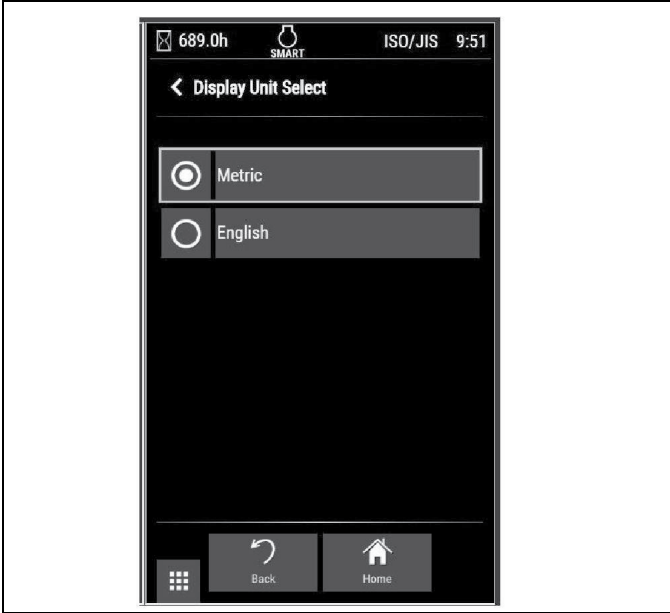 689.0h SMART ISO/JIS 9:51
Display Unit Select
Metric
English
Back Home